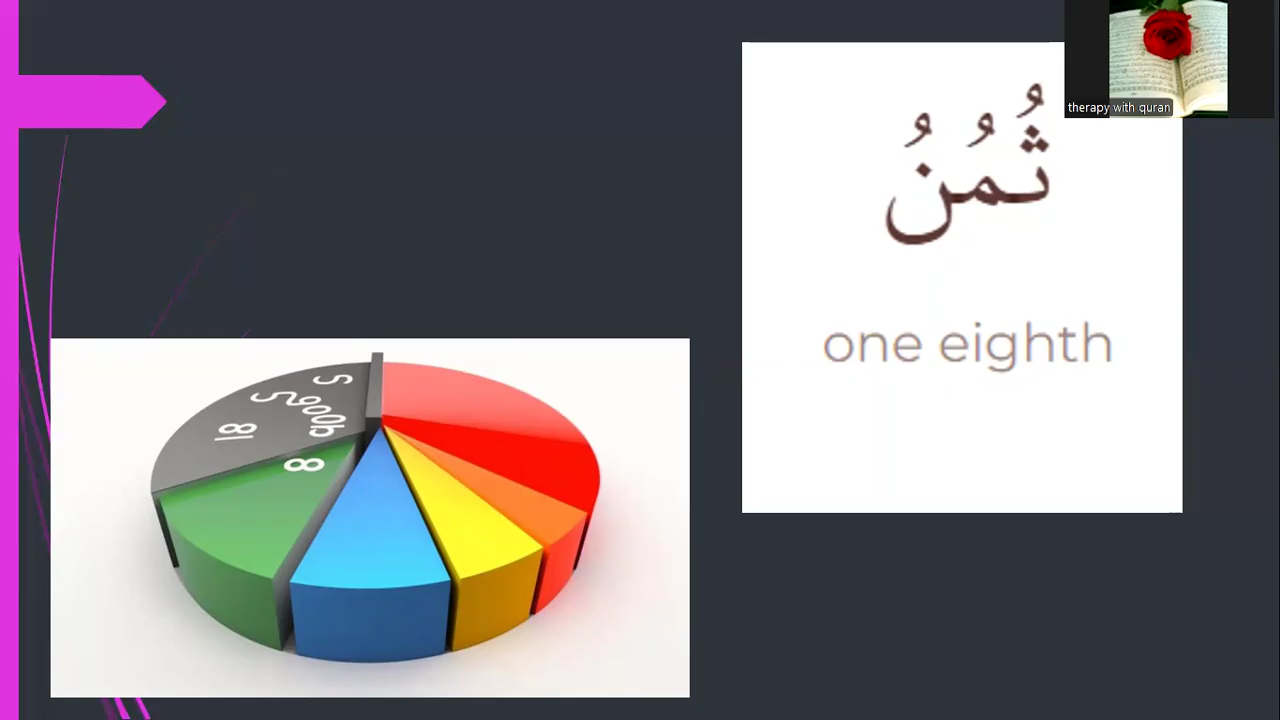 therapy with quran
ثُمُنُ
one eighth
8